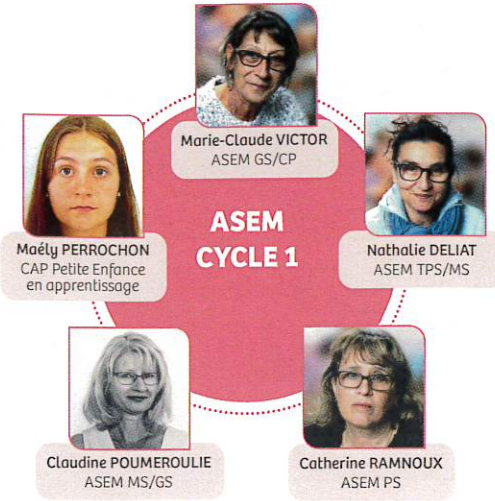 Marie-Claude VICTOR
ASEM GS/CP
ASEM
CYCLE 1
Maély PERROCHON
CAP Petite Enfance
en apprentissage
Nathalie DELIAT
ASEM TPS/MS
Claudine POUMEROULIE
ASEM MS/GS
Catherine RAMNOUX
ASEM PS